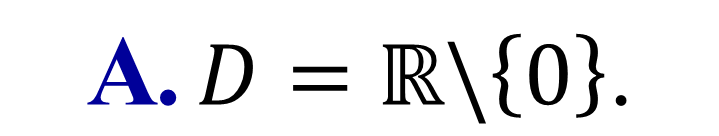 A. D = ℝ\{0}.